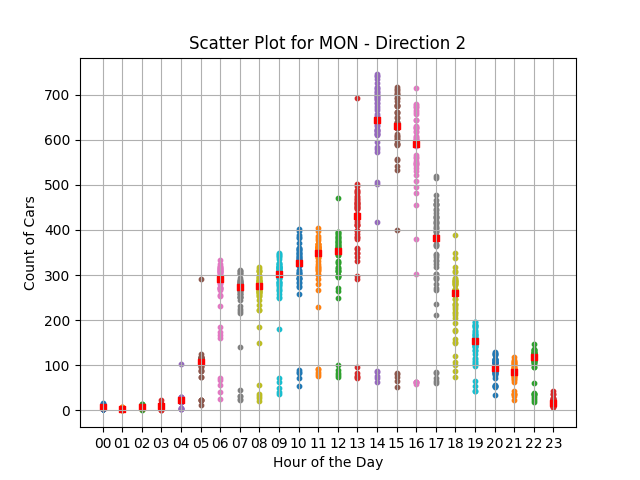 Scatter Plot for MON - Direction 2
700
600
500
400
300
200
100
0
Count of Cars
00 01 02 03 04 05 06 07 08 09 10 11 12 13 14 15 16 17 18 19 20 21 22 23
Hour of the Day